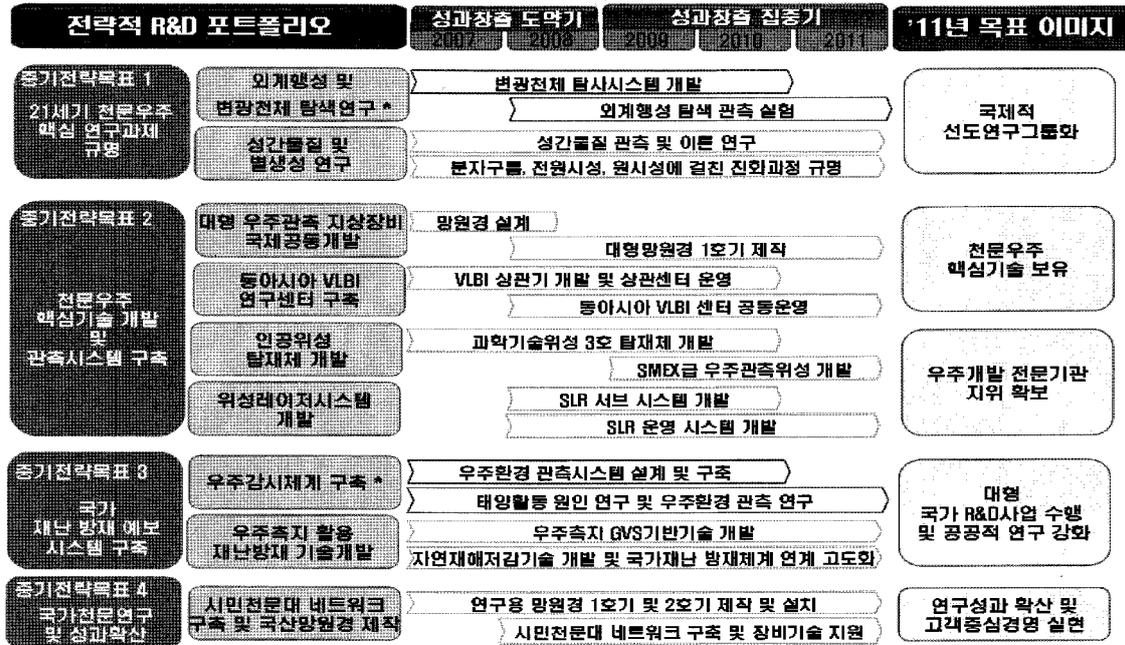 전략적 R&D 포트폴리오
성과창출 도약기
성과창출 집중기
2007
2008
2009
2010
2011
'11년 목표 이미지
중기전략목표 1
21세기 천문우주
핵심 연구과제
규명
외계행성 및
변광천체 탐색연구 *
변광천체 탐사시스템 개발
외계행성 탐색 관측 실험
성간물질 및
별생성 연구
성간물질 관측 및 이론 연구
분자구름, 전원시성, 원시성에 걸친 진화과정 규명
국제적
선도연구그룹화
중기전략목표 2
천문우주
핵심기술 개발
및
관측시스템 구축
대형 우주관측 지상장비
국제공동개발
망원경 설계
대형망원경 1호기 제작
동아시아 VLBI
연구센터 구축
VLBI 상관기 개발 및 상관센터 운영
동아시아 VLBI 센터 공동운영
인공위성
탑재체 개발
과학기술위성 3호 탑재체 개발
SMEX급 우주관측위성 개발
위성레이저시스템
개발
SLR 서브 시스템 개발
SLR 운영 시스템 개발
천문우주
핵심기술 보유
우주개발 전문기관
지위 확보
중기전략목표 3
국가
재난 방재 예보
시스템 구축
우주감시체계 구축 *
우주환경 관측시스템 설계 및 구축
태양활동 원인 연구 및 우주환경 관측 연구
우주측지 활용
재난방재 기술개발
우주측지 GVS기반기술 개발
자연재해저감기술 개발 및 국가재난 방재체계 연계 고도화
대형
국가 R&D사업 수행
및 공공적 연구 강화
중기전략목표 4
국가천문연구
및 성과확산
시민천문대 네트워크
구축 및 국산망원경 제작
연구용 망원경 1호기 및 2호기 제작 및 설치
시민천문대 네트워크 구축 및 장비기술 지원
연구성과 확산 및
고객중심경영 실현